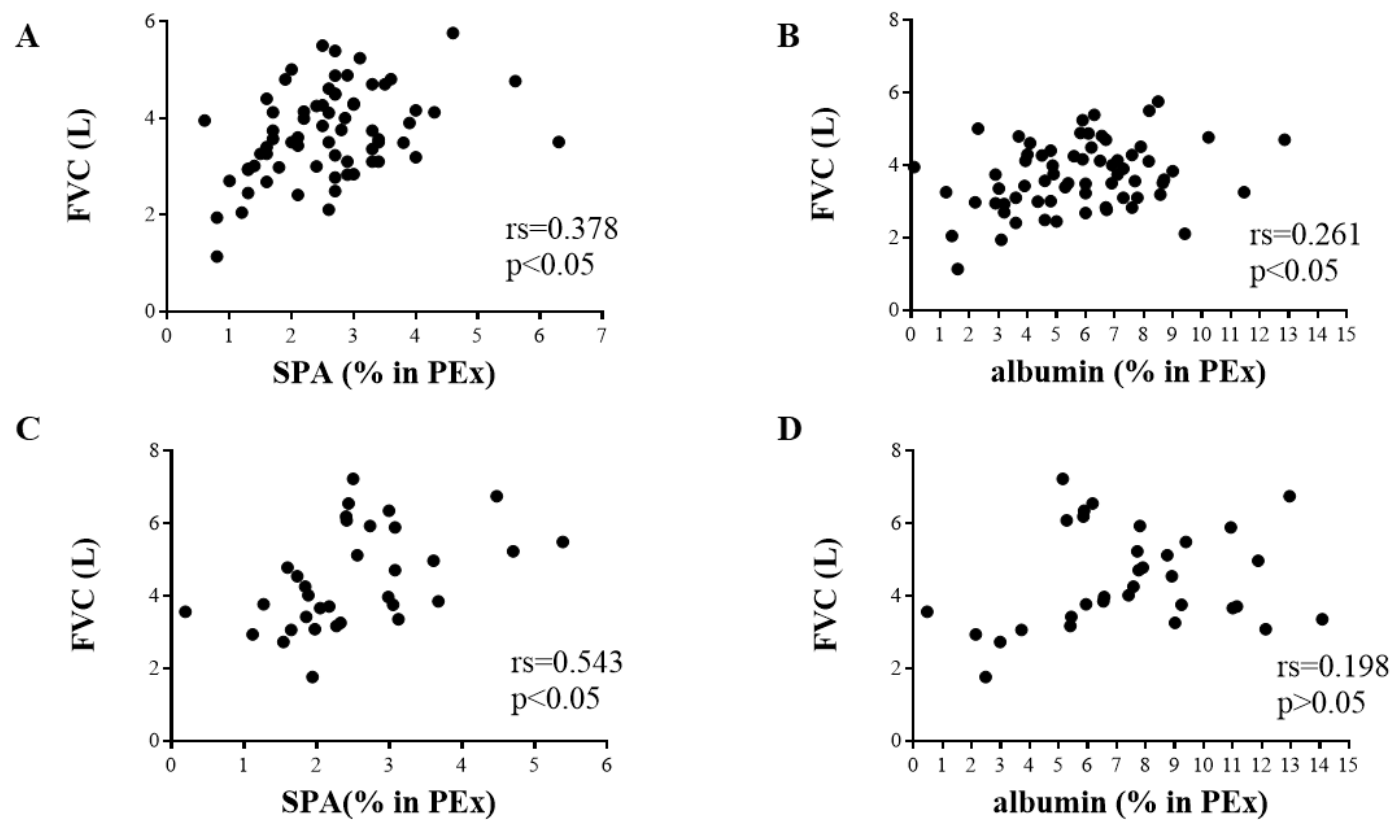 A
FVC (L)
6
4
2
0
0 1 2 3 4 5 6 7
SPA (% in PEx)
rs=0.378
p<0.05
B
FVC (L)
8
6
4
2
0
0 1 2 3 4 5 6 7 8 9 10 11 12 13 14 15
albumin (% in PEx)
rs=0.261
p<0.05
C
FVC (L)
8
6
4
2
0
0 1 2 3 4 5 6
SPA(% in PEx)
rs=0.543
p<0.05
D
FVC (L)
8
6
4
2
0
0 1 2 3 4 5 6 7 8 9 10 11 12 13 14 15
albumin (% in PEx)
rs=0.198
p>0.05